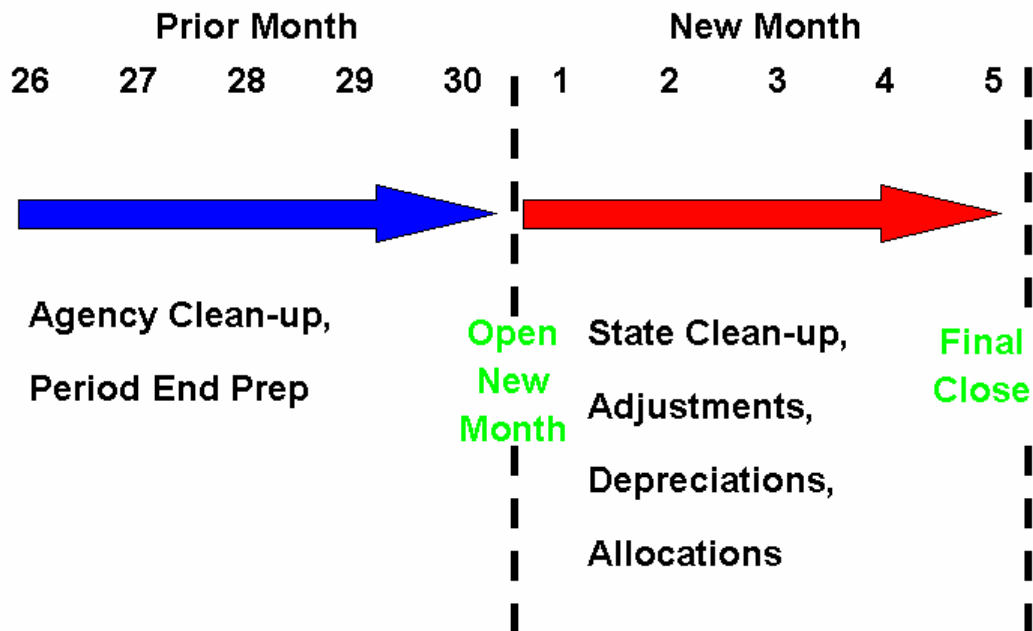 Prior Month
New Month
26 27 28 29 30 1 2 3 4 5
Agency Clean-up,
Period End Prep
Open
New
Month
State Clean-up,
Adjustments,
Depreciations,
Allocations
Final
Close